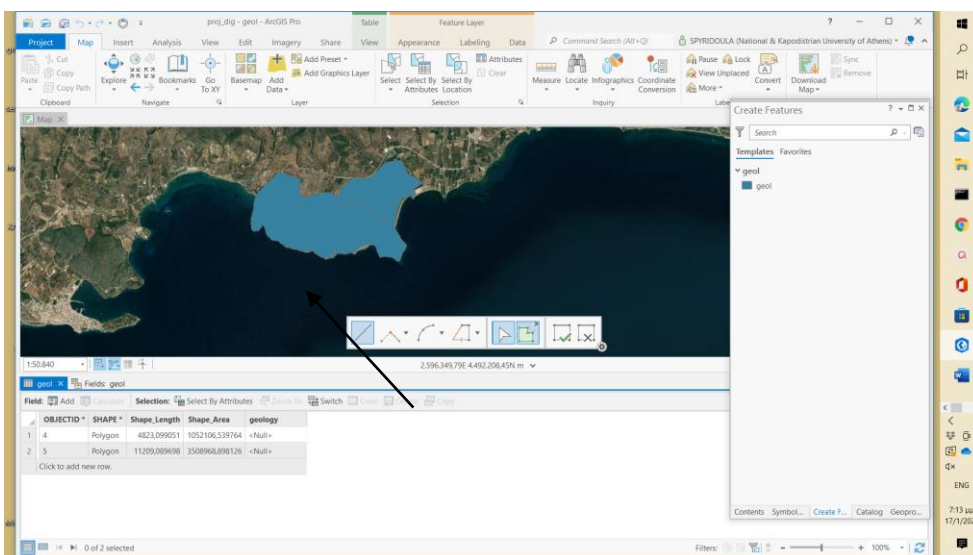 proj_dig - geol - ArcGIS Pro
Table
Feature Layer
? — □ ×
Project Map Insert Analysis View Edit Imagery Share View Appearance Labeling Data
Command Search (Alt+Q)
SPYRIDOULA (National & Kapodistrian University of Athens)
Cut
Copy
Copy Path
Paste
Clipboard
Explore
Bookmarks
Go To XY
Navigate
Basemap
Add Data
Add Preset
Add Graphics Layer
Layer
Select
Select By Attributes
Select By Location
Attributes
Clear
Selection
Measure
Locate
Infographics
Coordinate Conversion
Inquiry
Pause
Lock
View Unplaced
More
Convert
Download Map
Sync
Remove
Map ×
Create Features
Search
Templates Favorites
geol
geol
1:50.840
2.596.349,79E 4.492.208,45N m
geol × Fields: geol
Field: Add Calculate Selection: Select By Attributes Zoom To Switch Clear Copy
OBJECTID * SHAPE * Shape_Length Shape_Area geology
1 4 Polygon 4823,099051 1052106,539764 <Null>
2 5 Polygon 11209,089698 3508968,898126 <Null>
Click to add new row.
Contents Symbol... Create F... Catalog Geopro...
0 of 2 selected
Filters:
100%
ENG
7:13 μμ
17/1/202